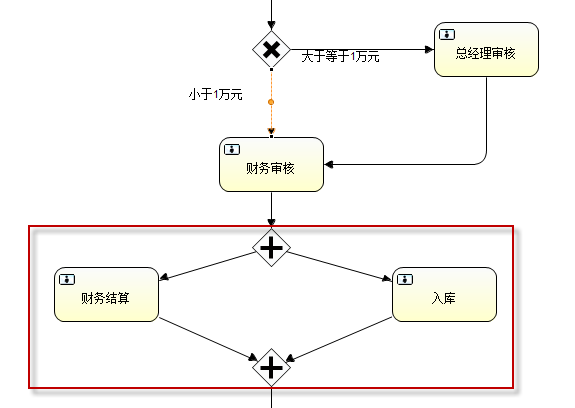 总经理审核
大于等于1万元
小于1万元
财务审核
财务结算
入库